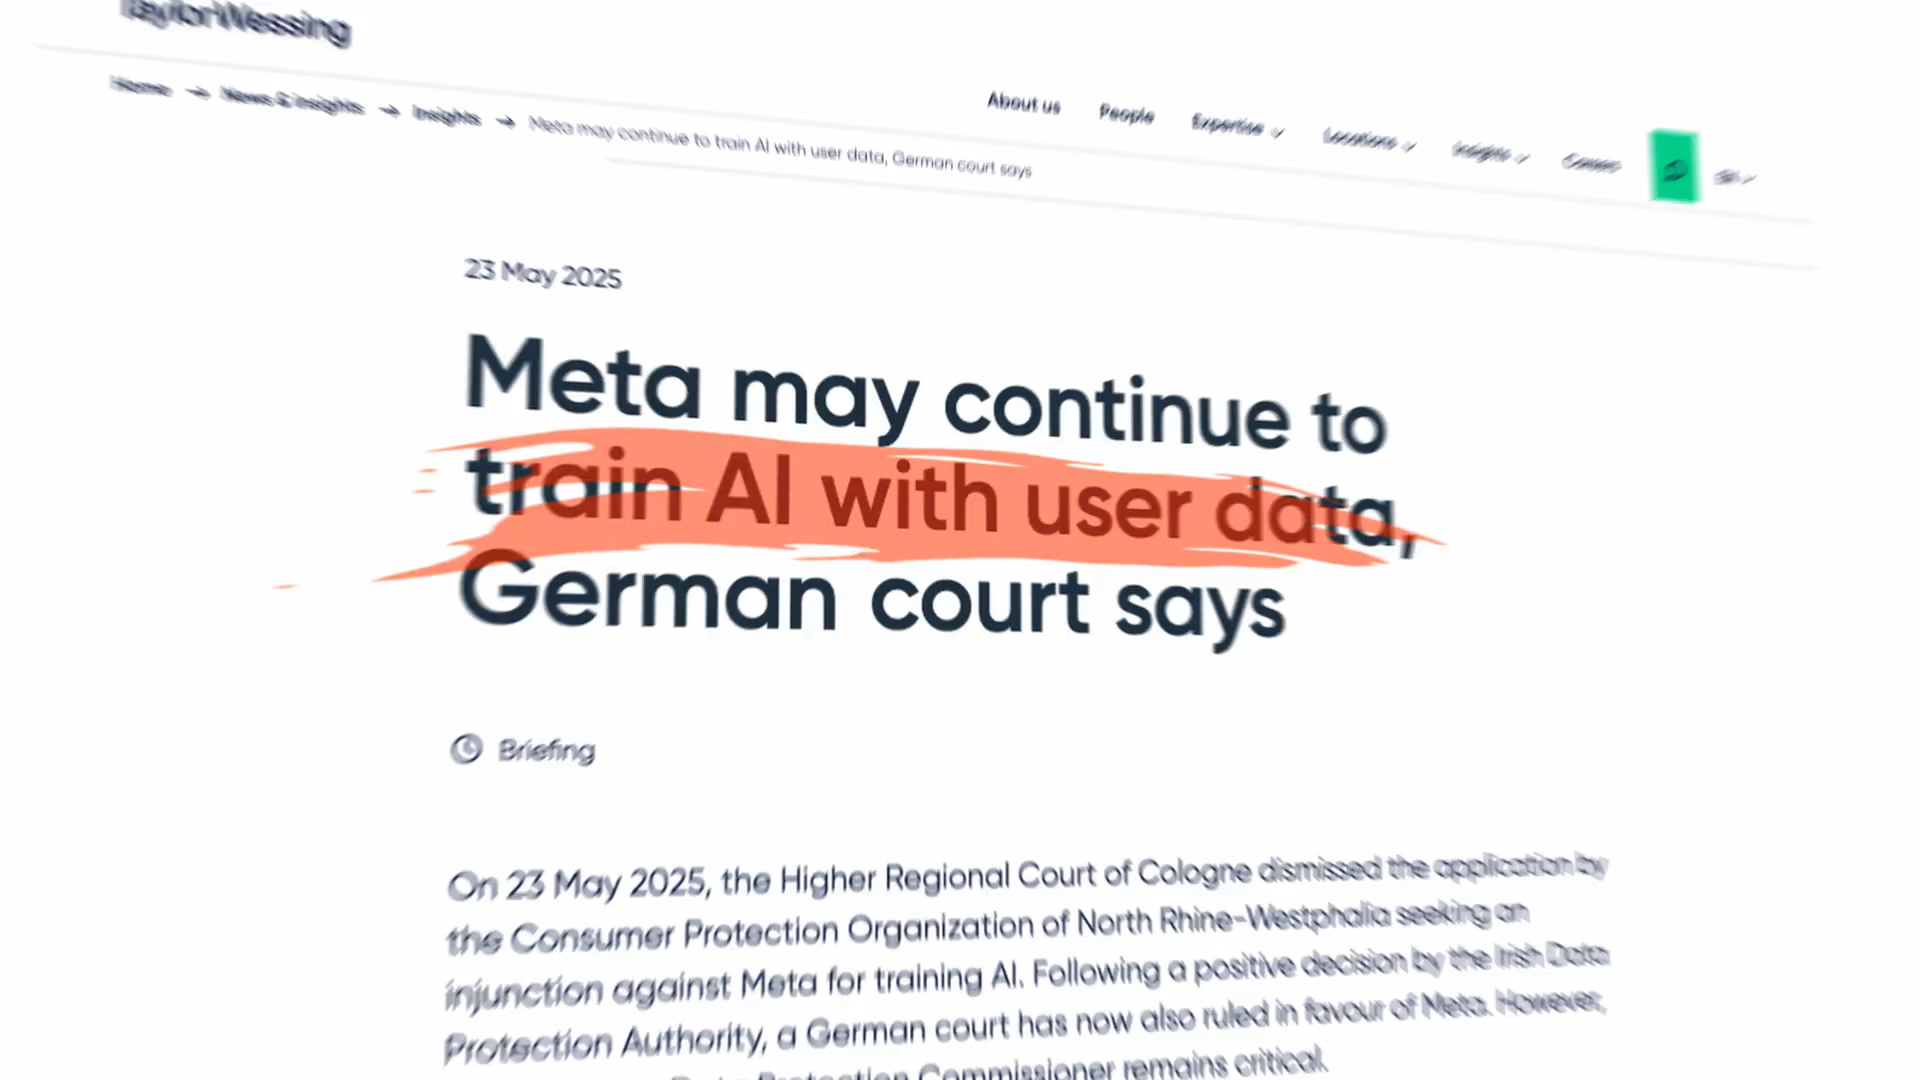 TaylorWessing
About us People Expertise Locations Insights Careers
Home → News & Insights → Insights → Meta may continue to train AI with user data, German court says
23 May 2025
Meta may continue to
train AI with user data,
German court says
Briefing
On 23 May 2025, the Higher Regional Court of Cologne dismissed the application by
the Consumer Protection Organization of North Rhine-Westphalia seeking an
injunction against Meta for training AI. Following a positive decision by the Irish Data
Protection Authority, a German court has now also ruled in favour of Meta. However,
Data Protection Commissioner remains critical.